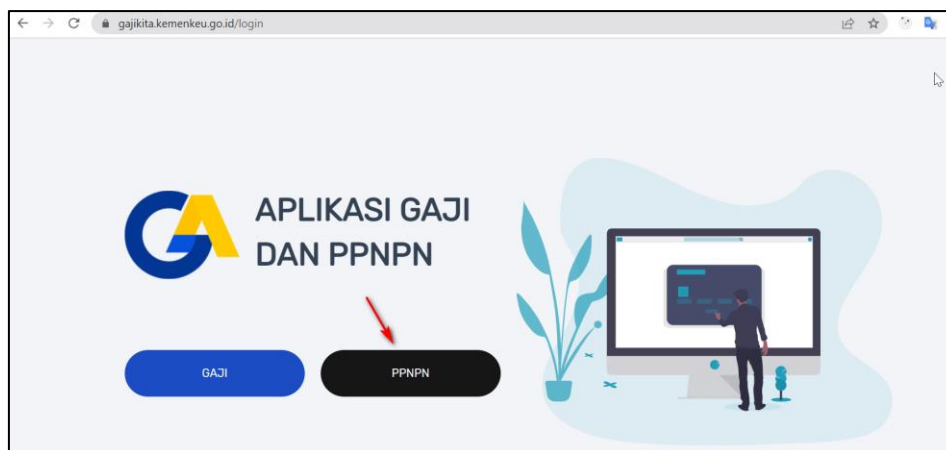 gajikita.kemenkeu.go.id/login
APLIKASI GAJI
DAN PPNPN
GAJI
PPNPN